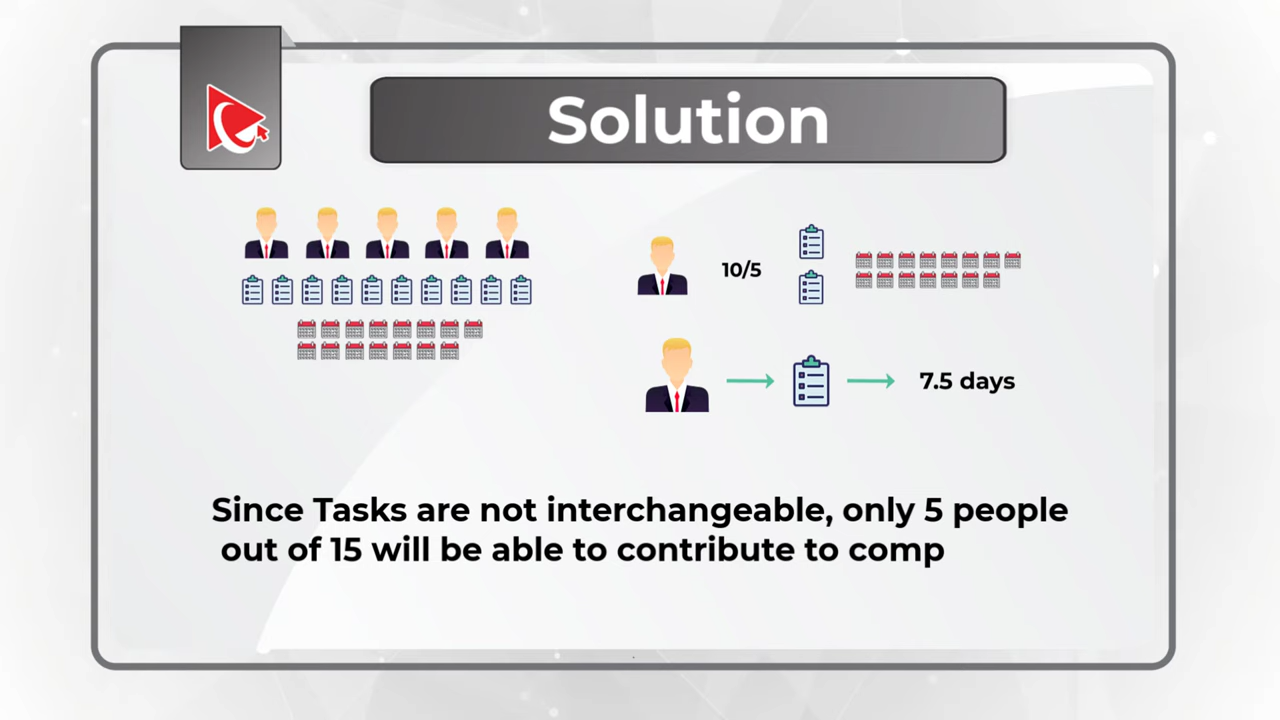 Solution
10/5
7.5 days
Since Tasks are not interchangeable, only 5 people
out of 15 will be able to contribute to comp